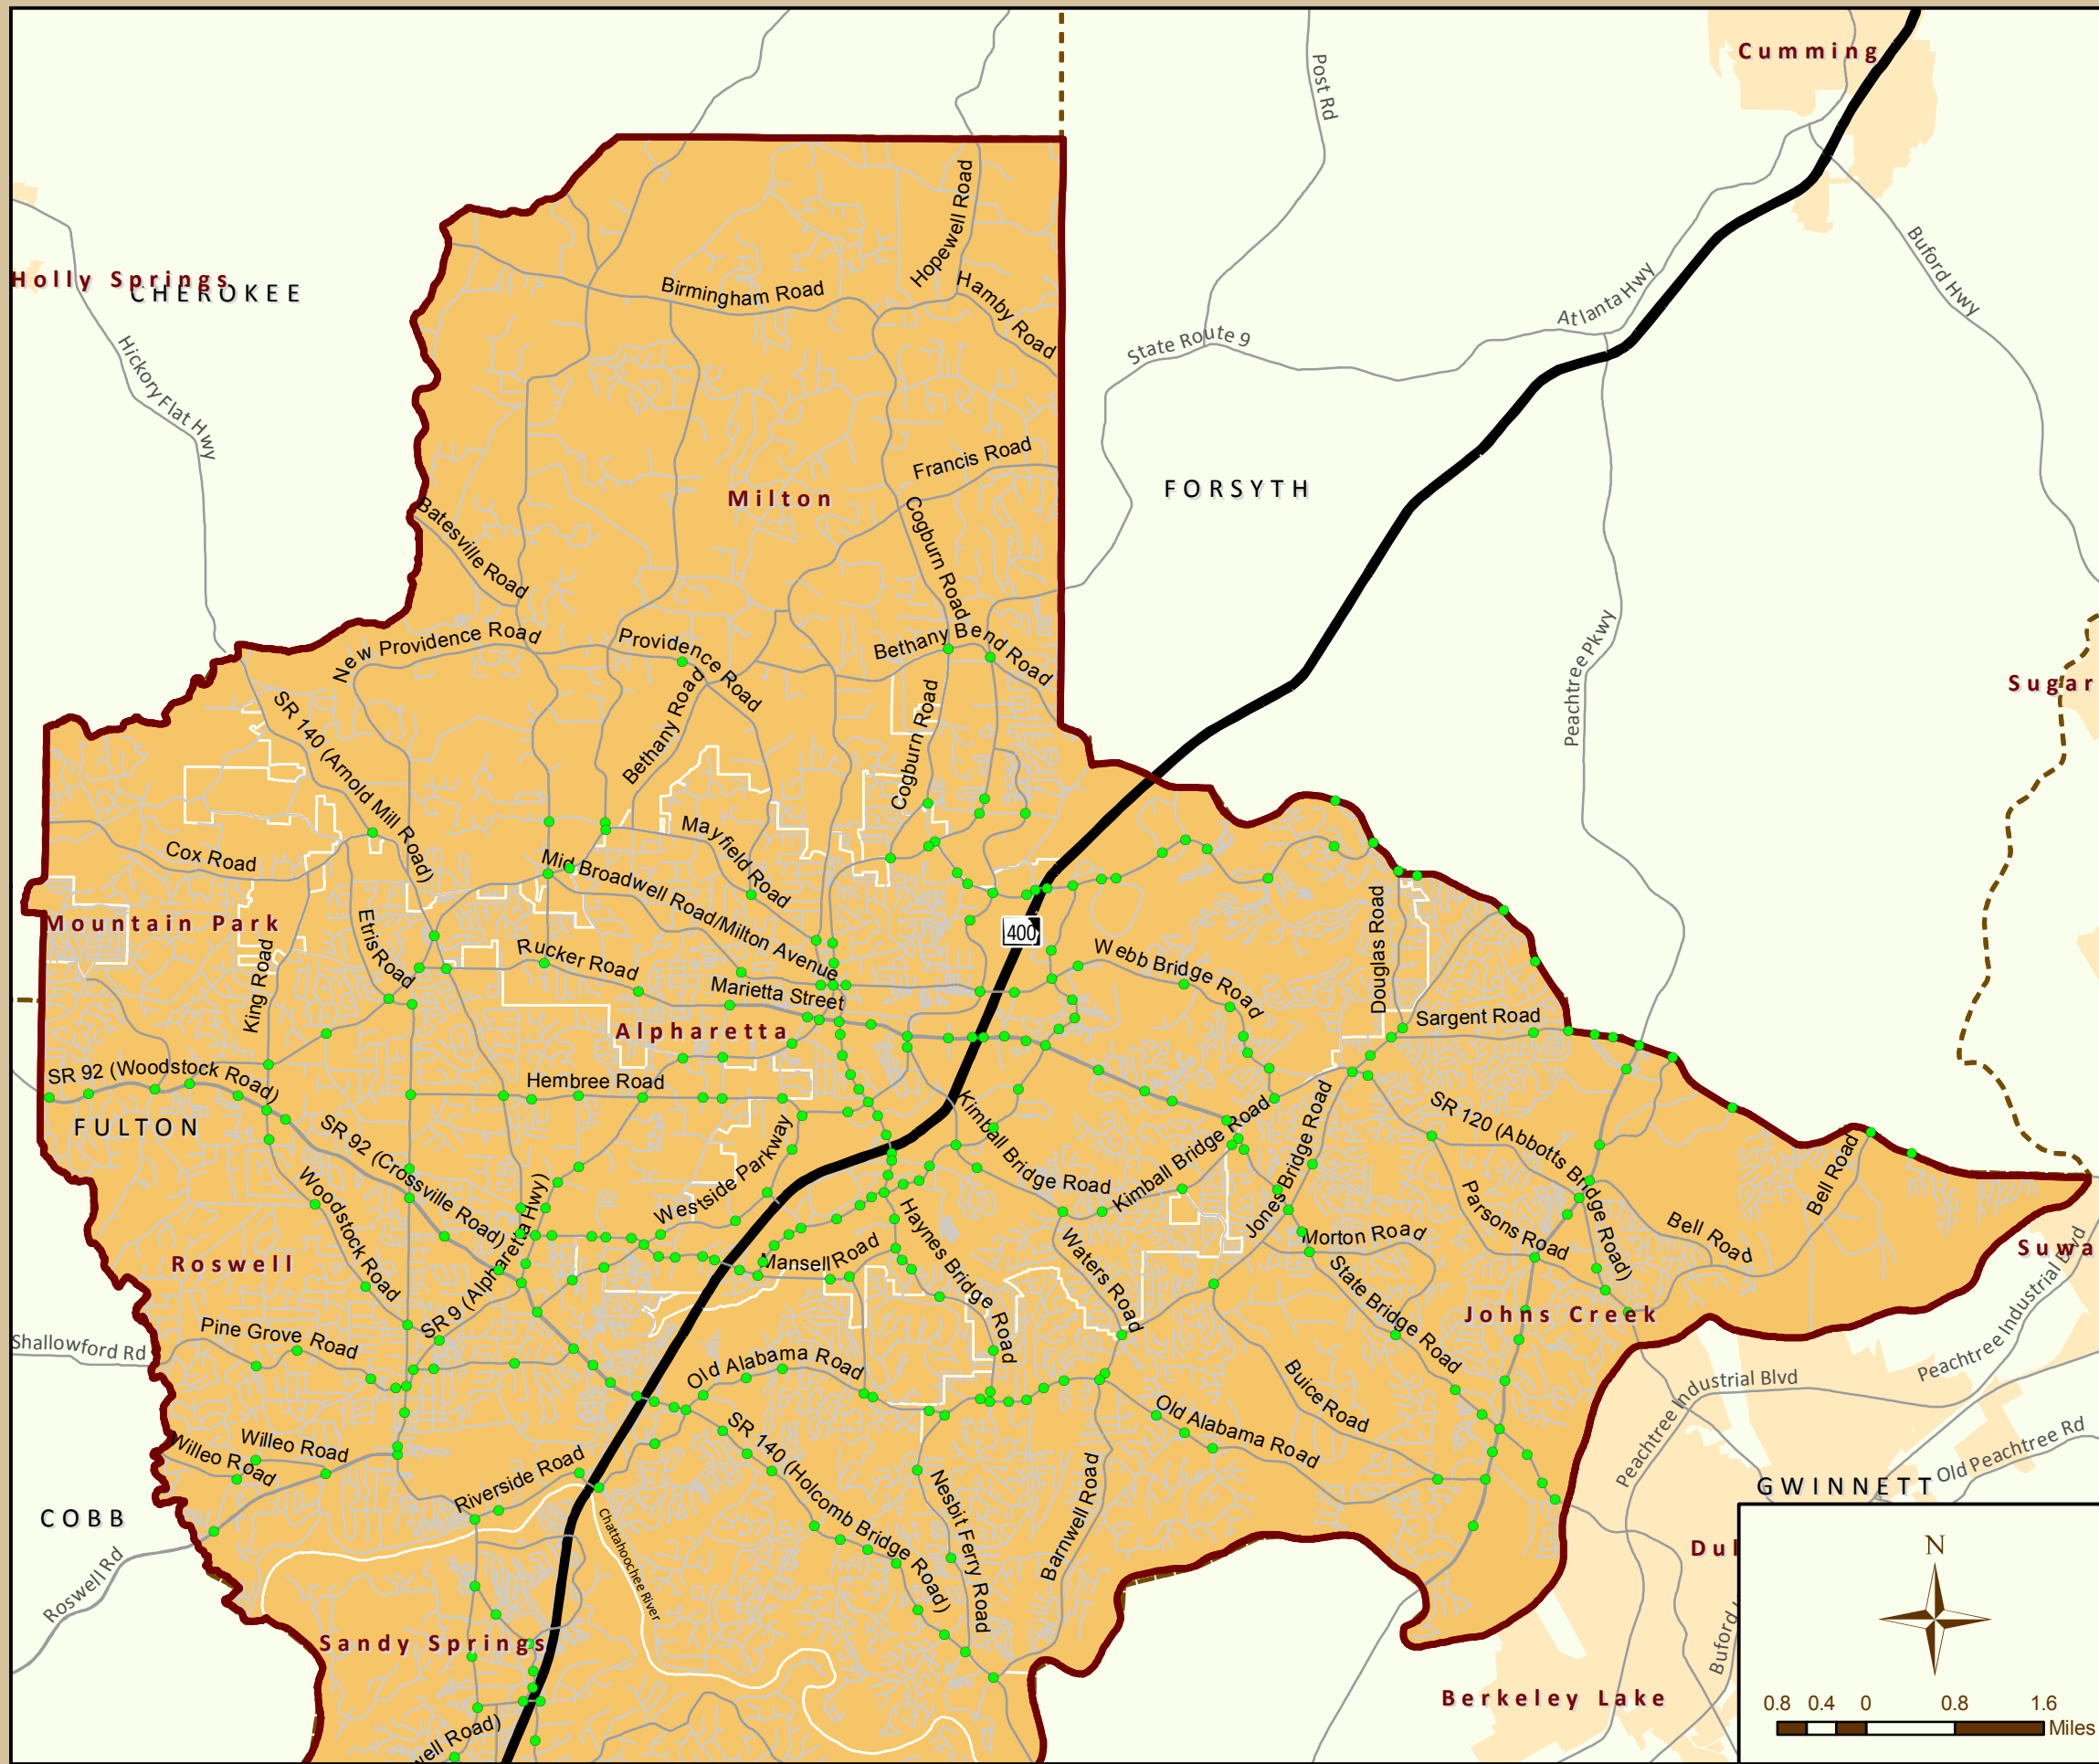 Cumming
Post Rd
Hopewell Road
Buford Hwy
Holly Springs
CHEROKEE
Birmingham Road
Hamby Road
Atlanta Hwy
State Route 9
Hickory Flat Hwy
Francis Road
Milton
FORSYTH
Cogburn Road
Batesville Road
New Providence Road
Providence Road
Bethany Bend Road
Peachtree Pkwy
Sugar
SR 140 (Arnold Mill Road)
Bethany Road
Cogburn Road
Cox Road
Mayfield Road
Mid Broadwell Road/Milton Avenue
Mountain Park
Etris Road
King Road
Rucker Road
400
Webb Bridge Road
Douglas Road
Marietta Street
Alpharetta
Sargent Road
SR 92 (Woodstock Road)
Hembree Road
FULTON
SR 92 (Crossville Road)
Kimball Bridge Road
Kimball Bridge Road
Jones Bridge Road
SR 120 (Abbotts Bridge Road)
Bell Road
Woodstock Road
Westside Parkway
Haynes Bridge Road
Parsons Road
Bell Road
Roswell
SR 9 (Alpharetta Hwy)
Mansell Road
Waters Road
Morton Road
State Bridge Road
Suwa
Johns Creek
Shallowford Rd
Pine Grove Road
Old Alabama Road
Buice Road
Peachtree Industrial Blvd
Peachtree Industrial Blvd
Willeo Road
Willeo Road
SR 140 (Holcomb Bridge Road)
Old Alabama Road
Old Peachtree Rd
Riverside Road
Nesbit Ferry Road
Barnwell Road
GWINNETT
COBB
Chattahoochee River
Roswell Rd
Dul
N
Sandy Springs
Buford
Berkeley Lake
0.8 0.4 0 0.8 1.6
Miles
well Road)